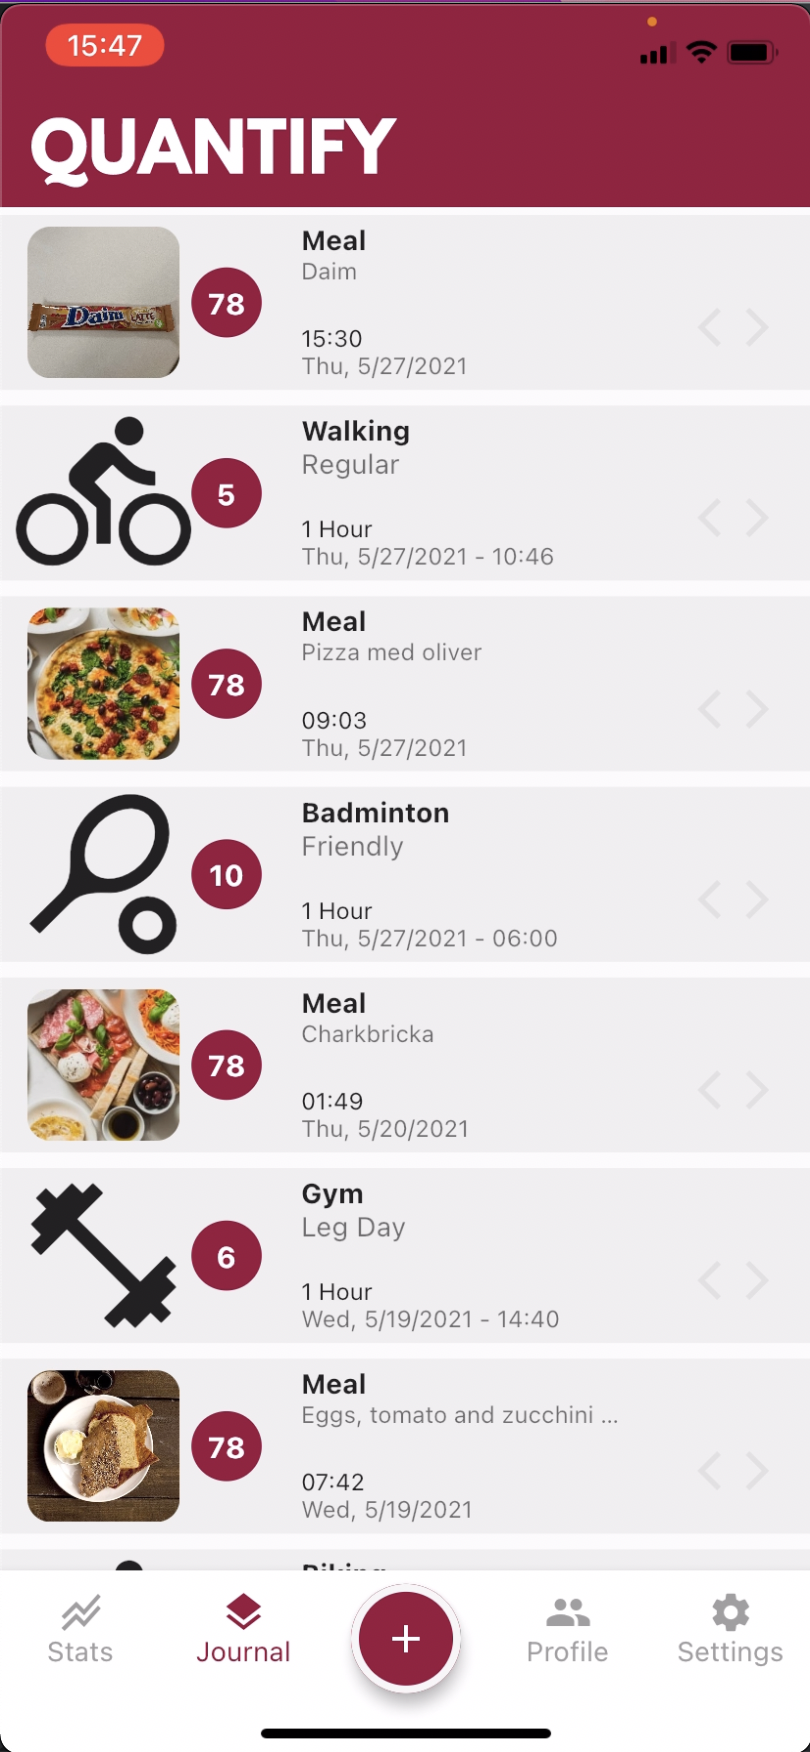 15:47
QUANTIFY
Meal
Daim
Daim
LATTE
78
15:30
Thu, 5/27/2021
Walking
Regular
5
1 Hour
Thu, 5/27/2021 - 10:46
Meal
Pizza med oliver
78
09:03
Thu, 5/27/2021
Badminton
Friendly
10
1 Hour
Thu, 5/27/2021 - 06:00
Meal
Charkbricka
78
01:49
Thu, 5/20/2021
Gym
Leg Day
6
1 Hour
Wed, 5/19/2021 - 14:40
Meal
Eggs, tomato and zucchini ...
78
07:42
Wed, 5/19/2021
Biking
Stats
Journal
+
Profile
Settings